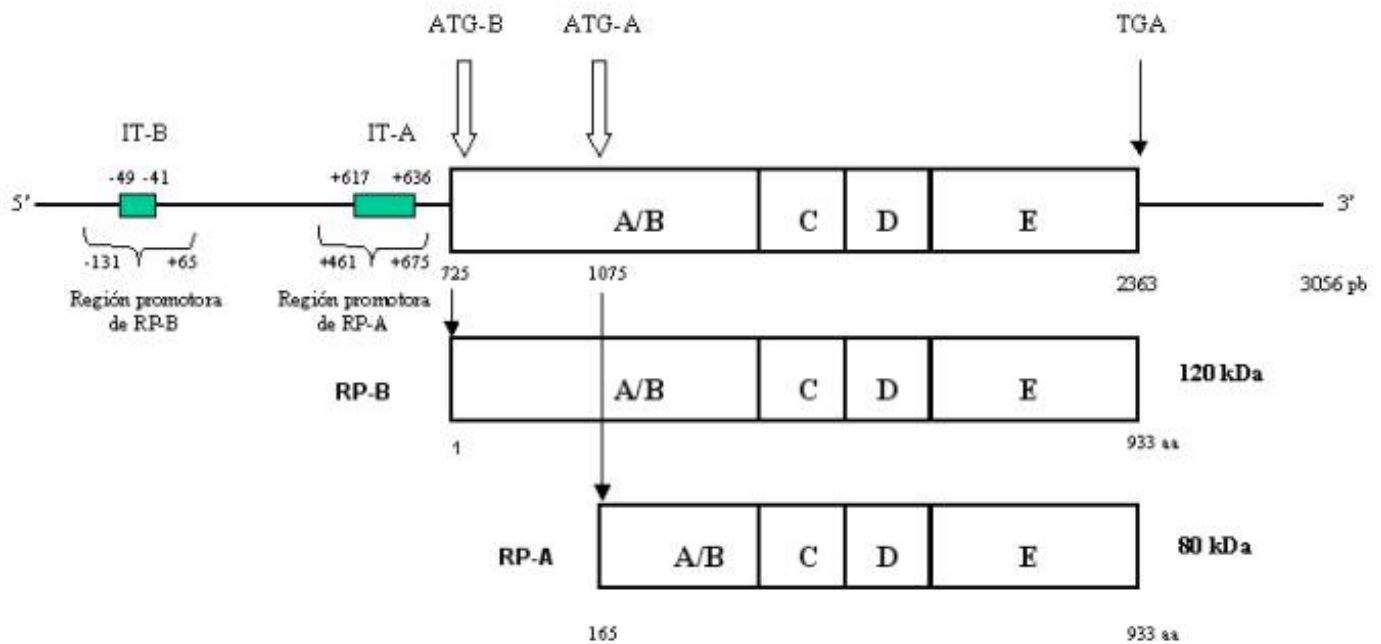 ATG-B ATG-A TGA
IT-B IT-A
-49 -41 +617 +636
5' A/B C D E 3'
-131 +65 +461 +675 725 1075 2363 3056 pb
Región promotora Región promotora
de RP-B de RP-A
RP-B A/B C D E 120 kDa
1 933 aa
RP-A A/B C D E 80 kDa
165 933 aa